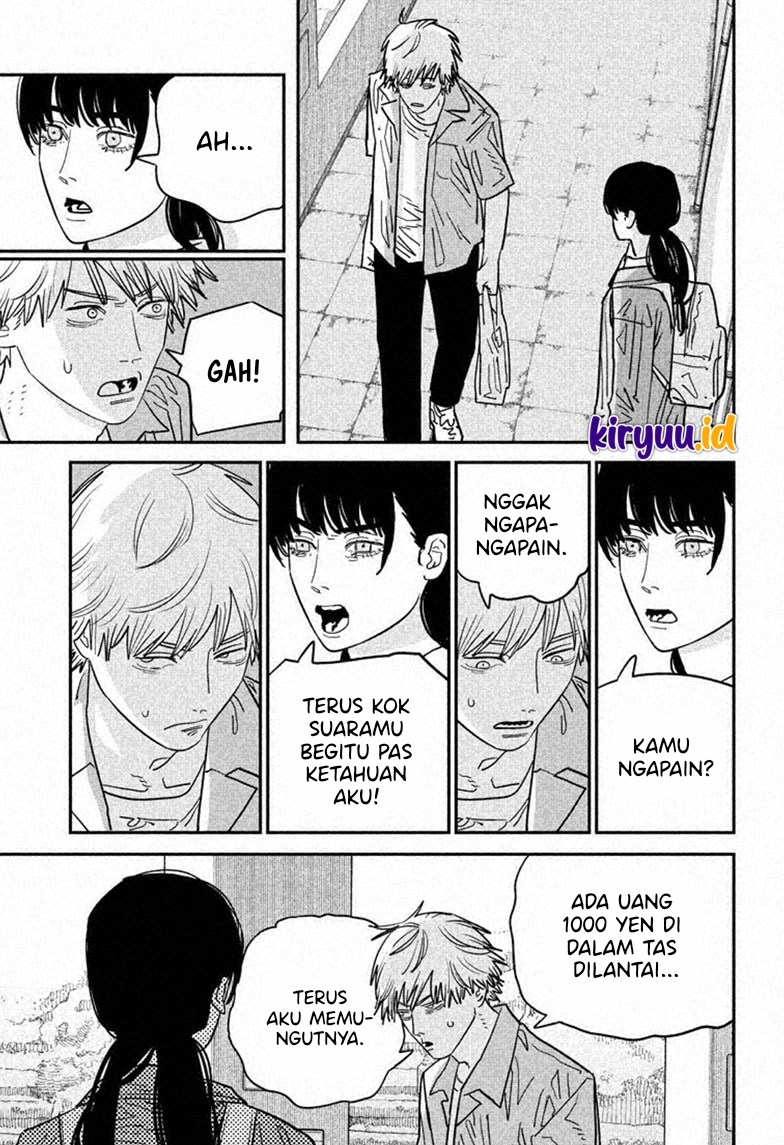 AH...
GAH!
kiryuu.id
KAMU
NGAPAIN?
NGGAK
NGAPA-
NGAPAIN.
TERUS KOK
SUARAMU
BEGITU PAS
KETAHUAN
AKU!
ADA UANG
1000 YEN DI
DALAM TAS
DILANTAI...
TERUS
AKU MEMU-
NGUTNYA.